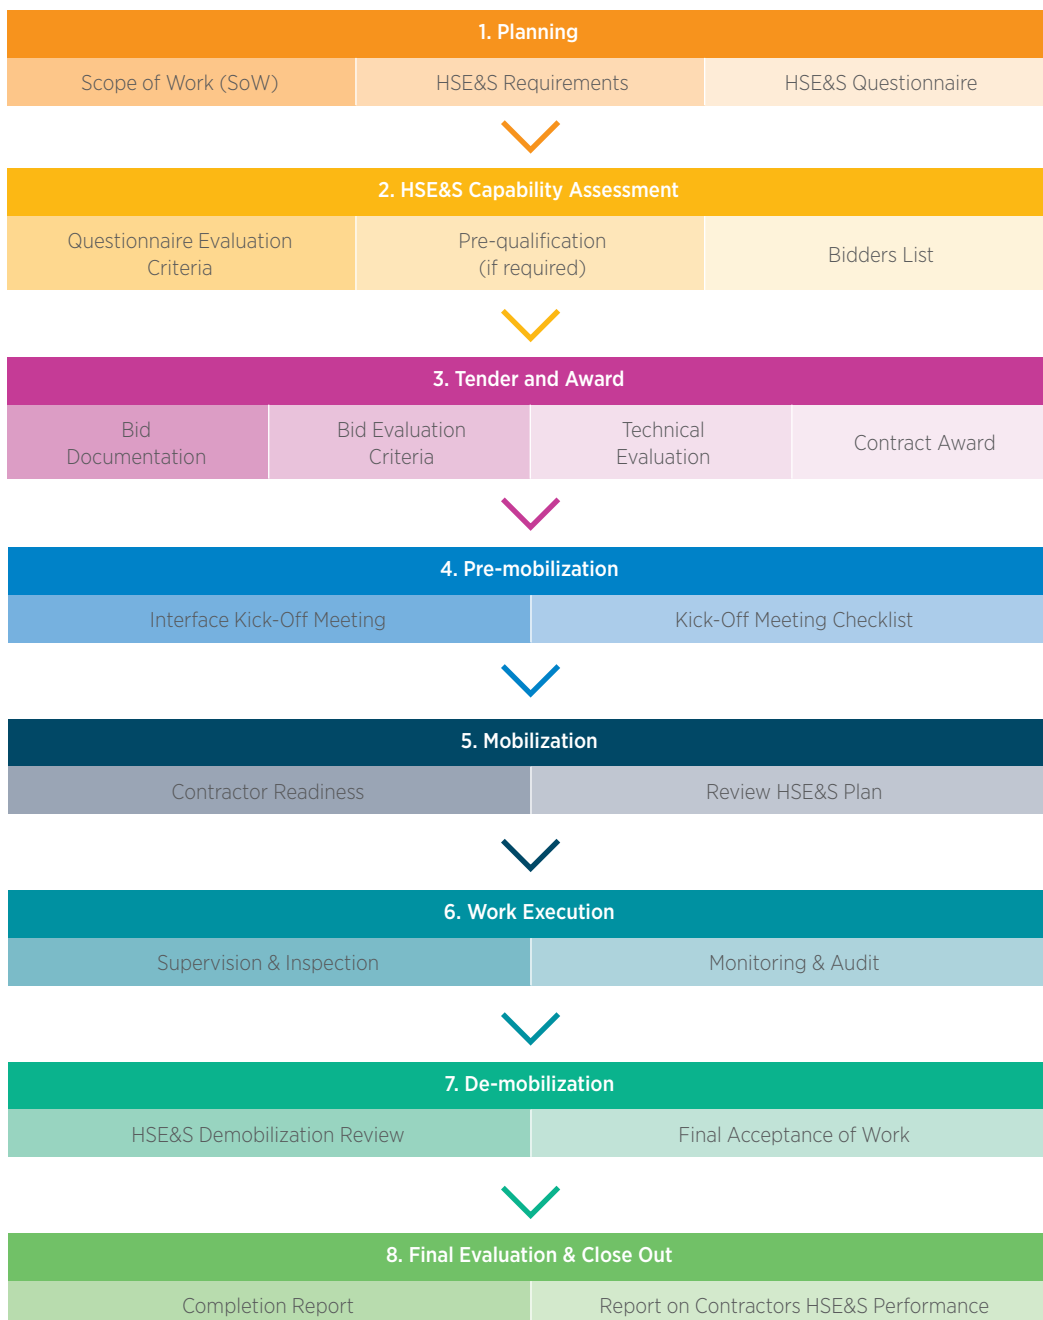 1. Planning
Scope of Work (SoW)
HSE&S Requirements
HSE&S Questionnaire
2. HSE&S Capability Assessment
Questionnaire Evaluation
Criteria
Pre-qualification
(if required)
Bidders List
3. Tender and Award
Bid
Documentation
Bid Evaluation
Criteria
Technical
Evaluation
Contract Award
4. Pre-mobilization
Interface Kick-Off Meeting
Kick-Off Meeting Checklist
5. Mobilization
Contractor Readiness
Review HSE&S Plan
6. Work Execution
Supervision & Inspection
Monitoring & Audit
7. De-mobilization
HSE&S Demobilization Review
Final Acceptance of Work
8. Final Evaluation & Close Out
Completion Report
Report on Contractors HSE&S Performance